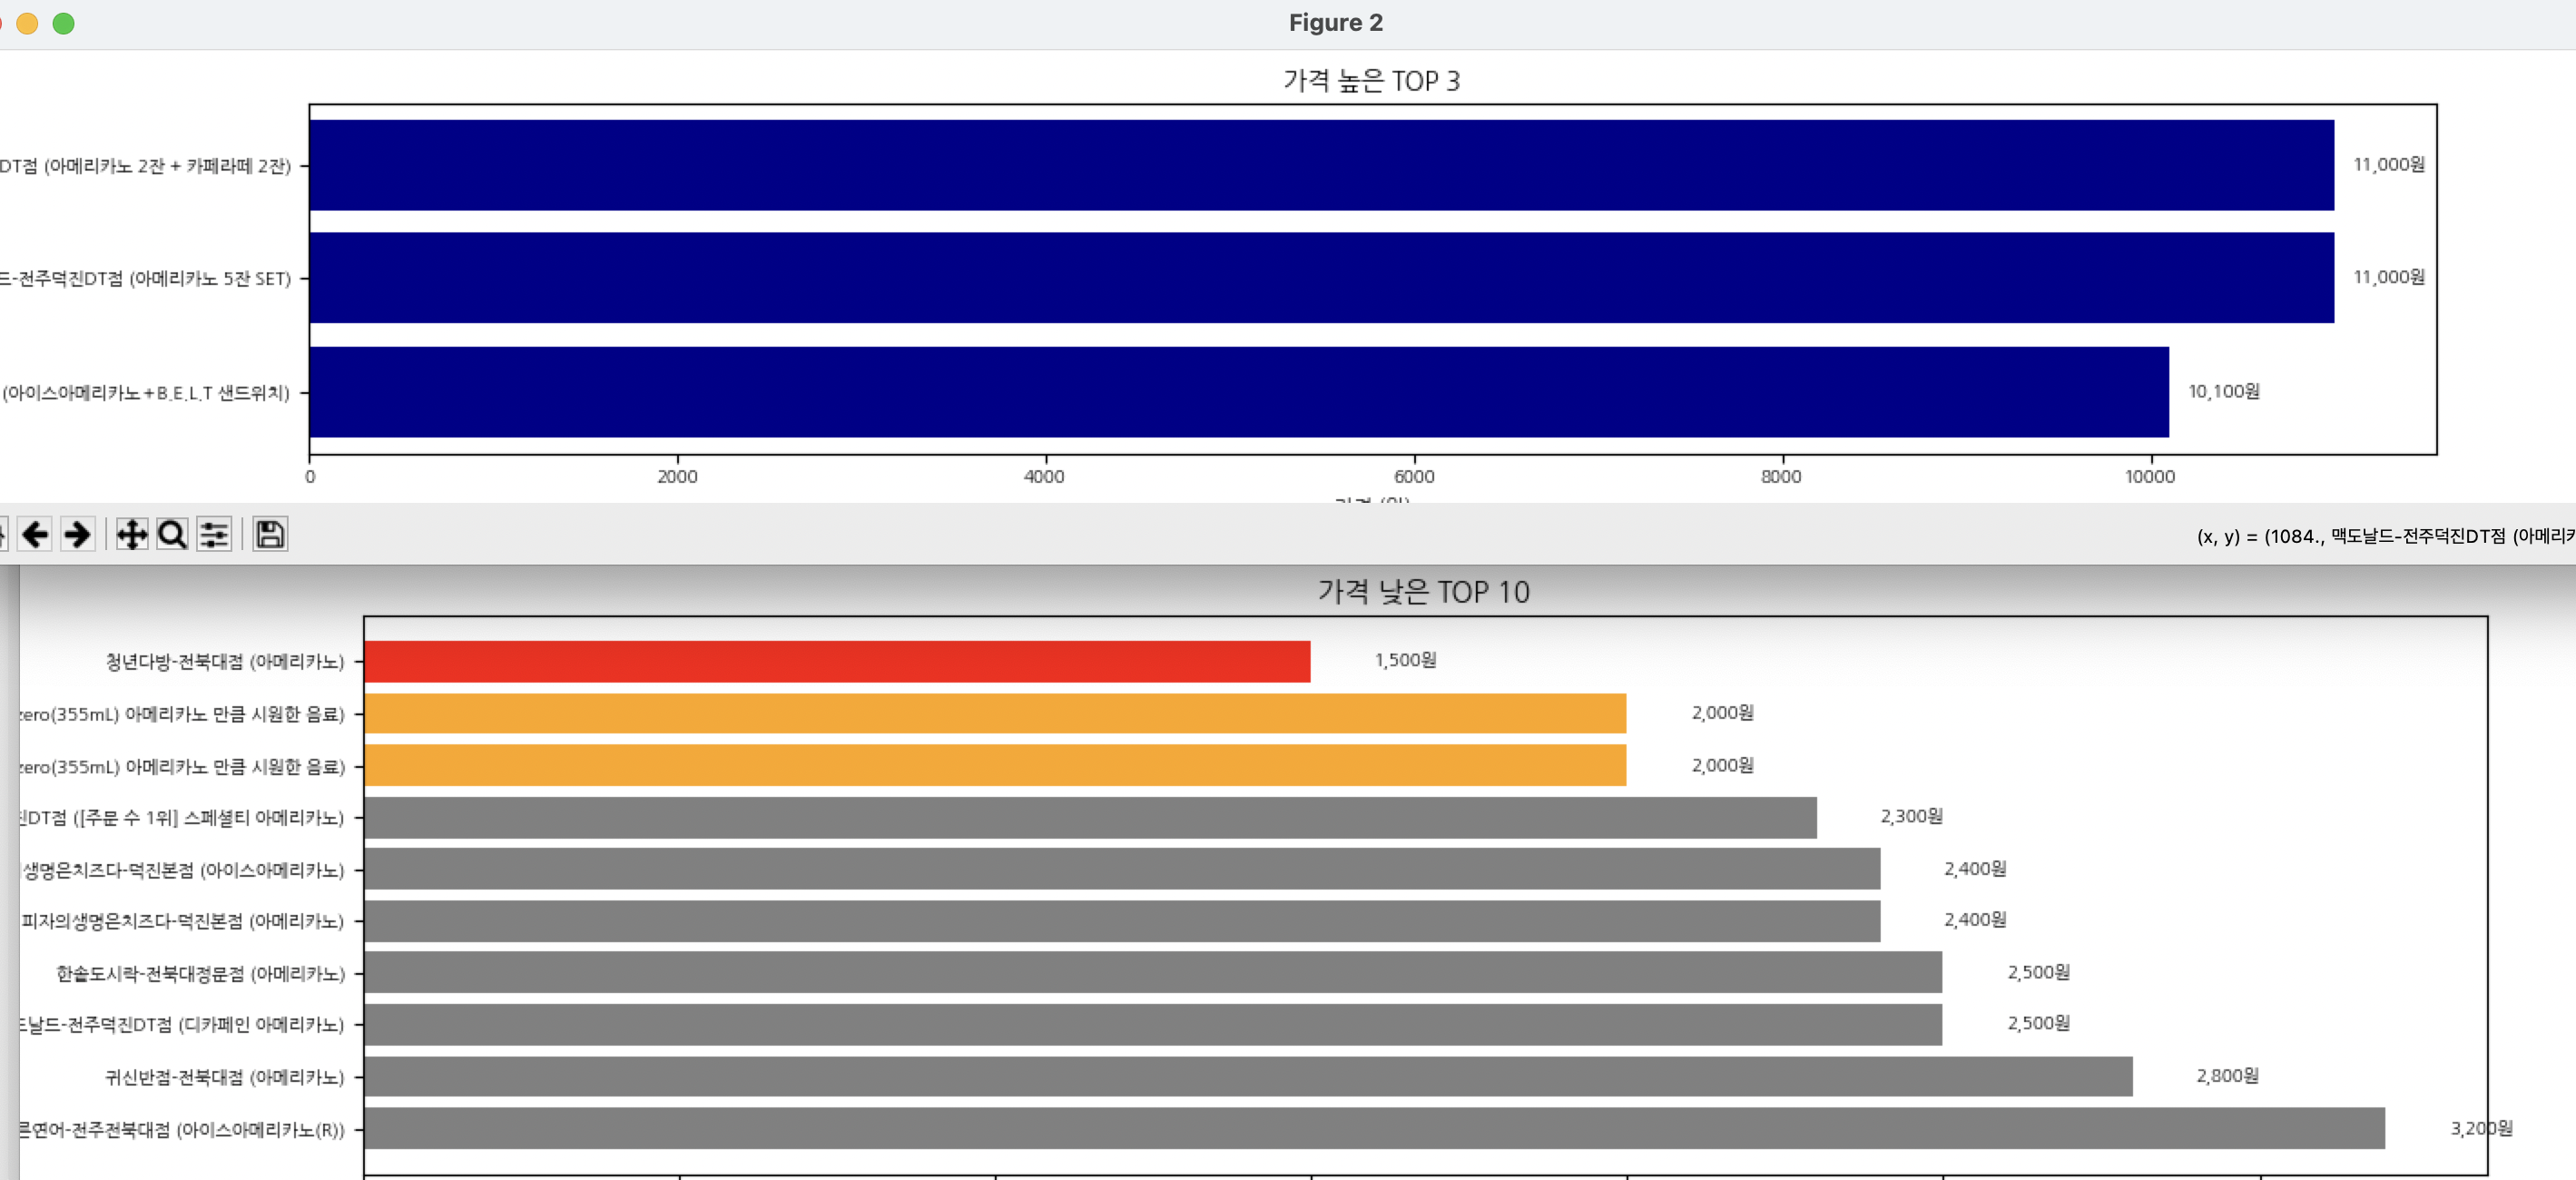 Figure 2
가격 높은 TOP 3
DT점 (아메리카노 2잔 + 카페라떼 2잔)
11,000원
드-전주덕진DT점 (아메리카노 5잔 SET)
11,000원
(아이스아메리카노+B.E.L.T 샌드위치)
10,100원
0 2000 4000 6000 8000 10000
(x, y) = (1084., 맥도날드-전주덕진DT점 (아메리카
가격 낮은 TOP 10
청년다방-전북대점 (아메리카노)
1,500원
zero(355mL) 아메리카노 만큼 시원한 음료)
2,000원
zero(355mL) 아메리카노 만큼 시원한 음료)
2,000원
진DT점 ([주문 수 1위] 스페셜티 아메리카노)
2,300원
생명은치즈다-덕진본점 (아이스아메리카노)
2,400원
피자의생명은치즈다-덕진본점 (아메리카노)
2,400원
한솥도시락-전북대정문점 (아메리카노)
2,500원
도날드-전주덕진DT점 (디카페인 아메리카노)
2,500원
귀신반점-전북대점 (아메리카노)
2,800원
른연어-전주전북대점 (아이스아메리카노(R))
3,200원